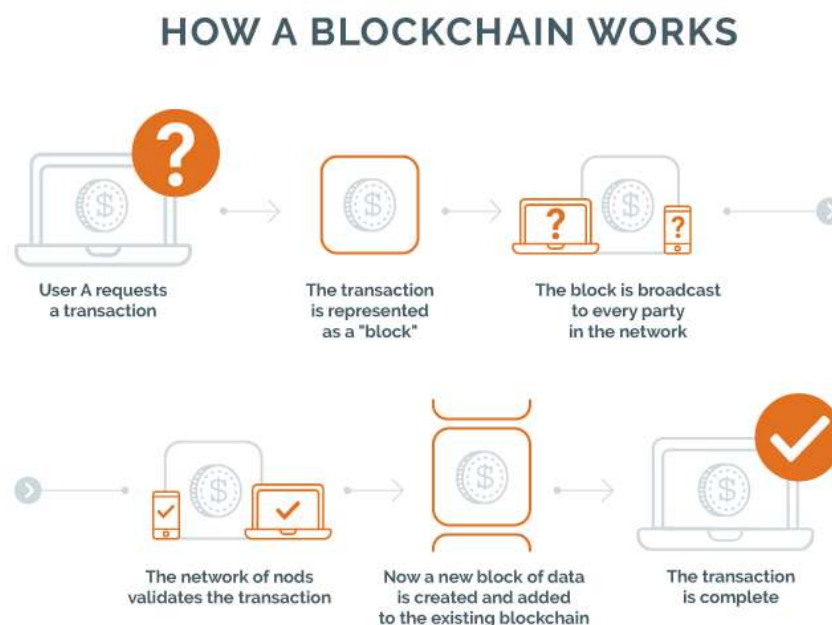 HOW A BLOCKCHAIN WORKS
User A requests
a transaction
The transaction
is represented
as a "block"
The block is broadcast
to every party
in the network
The network of nods
validates the transaction
Now a new block of data
is created and added
to the existing blockchain
The transaction
is complete